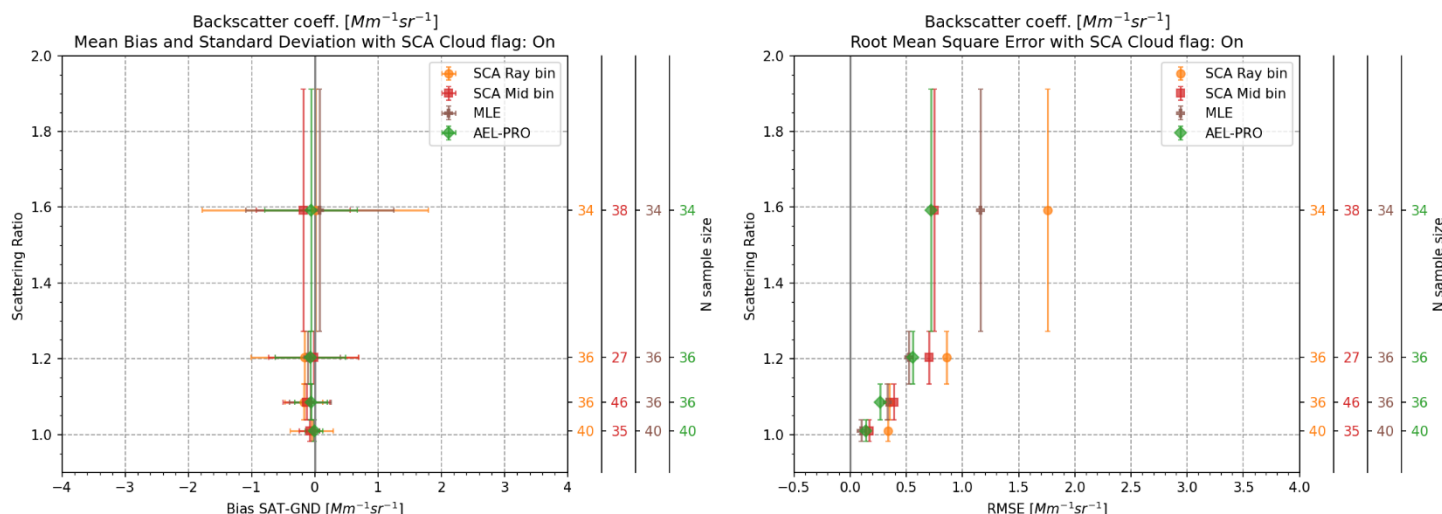 Backscatter coeff. [Mm⁻¹sr⁻¹]
Mean Bias and Standard Deviation with SCA Cloud flag: On
2.0
1.8
1.6
1.4
1.2
1.0
Scattering Ratio
SCA Ray bin
SCA Mid bin
MLE
AEL-PRO
34 38 34 34
36 27 36 36
36 46 36 36
40 35 40 40
N sample size
−4 −3 −2 −1 0 1 2 3 4
Bias SAT-GND [Mm⁻¹sr⁻¹]
Backscatter coeff. [Mm⁻¹sr⁻¹]
Root Mean Square Error with SCA Cloud flag: On
2.0
1.8
1.6
1.4
1.2
1.0
Scattering Ratio
SCA Ray bin
SCA Mid bin
MLE
AEL-PRO
34 38 34 34
36 27 36 36
36 46 36 36
40 35 40 40
N sample size
−0.5 0.0 0.5 1.0 1.5 2.0 2.5 3.0 3.5 4.0
RMSE [Mm⁻¹sr⁻¹]